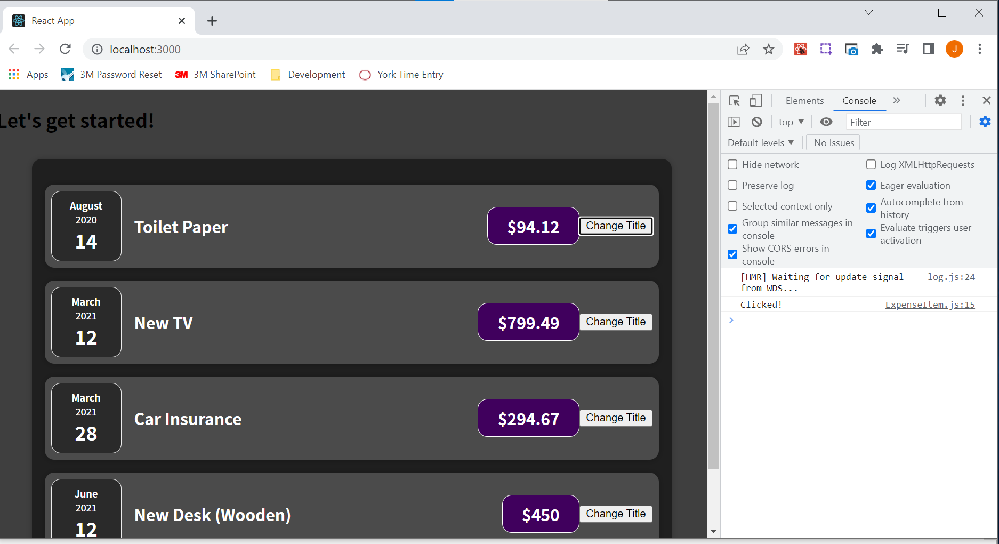 React App
localhost:3000
J
Apps
3M Password Reset
3M
3M SharePoint
Development
York Time Entry
Let's get started!
August
2020
14
Toilet Paper
$94.12
Change Title
March
2021
12
New TV
$799.49
Change Title
March
2021
28
Car Insurance
$294.67
Change Title
June
2021
12
New Desk (Wooden)
$450
Change Title
Elements
Console
top
Filter
Default levels
No Issues
Hide network
Log XMLHttpRequests
Preserve log
Eager evaluation
Selected context only
Autocomplete from
history
Group similar messages in
console
Evaluate triggers user
activation
Show CORS errors in
console
[HMR] Waiting for update signal
from WDS...
log.js:24
Clicked!
ExpenseItem.js:15